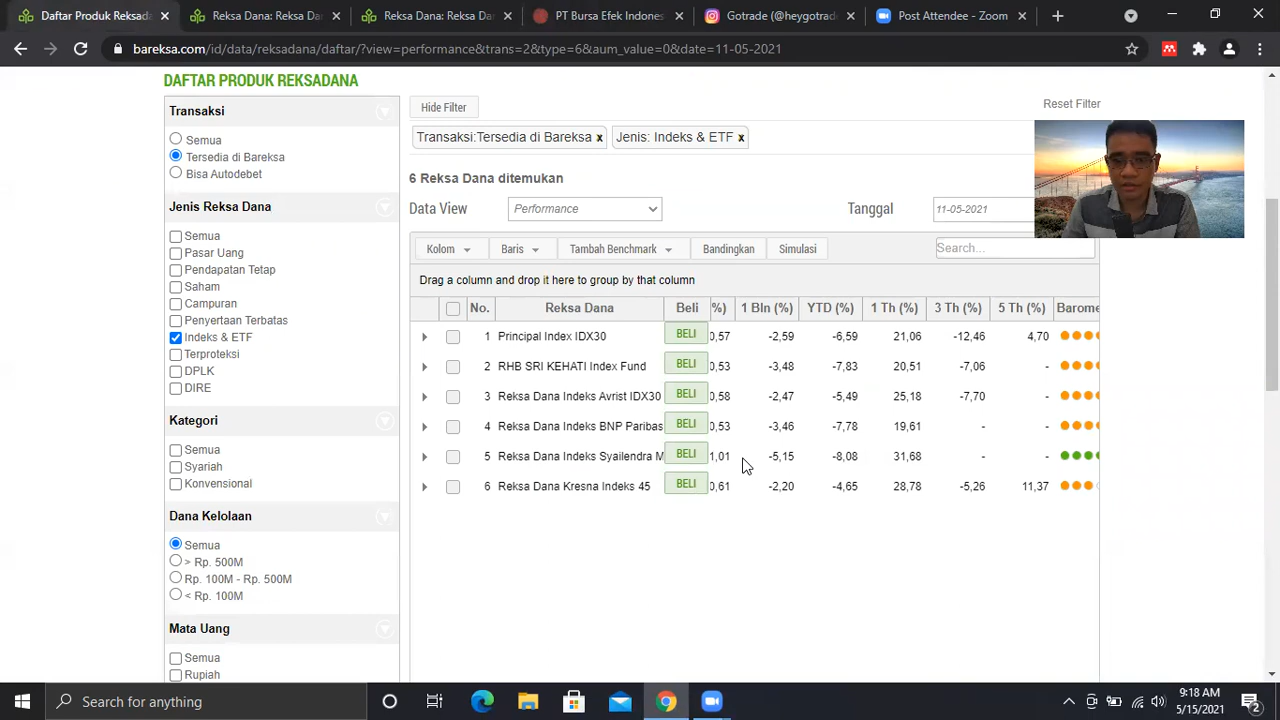 Daftar Produk Reksada
Reksa Dana: Reksa Da
Reksa Dana: Reksa Da
PT Bursa Efek Indones
Gotrade (@heygotrad
Post Attendee - Zoom
bareksa.com/id/data/reksadana/daftar/?view=performance&trans=2&type=6&aum_value=0&date=11-05-2021
DAFTAR PRODUK REKSADANA
Transaksi
Semua
Tersedia di Bareksa
Bisa Autodebet
Jenis Reksa Dana
Semua
Pasar Uang
Pendapatan Tetap
Saham
Campuran
Penyertaan Terbatas
Indeks & ETF
Terproteksi
DPLK
DIRE
Kategori
Semua
Syariah
Konvensional
Dana Kelolaan
Semua
> Rp. 500M
Rp. 100M - Rp. 500M
< Rp. 100M
Mata Uang
Semua
Rupiah
Hide Filter
Reset Filter
Transaksi:Tersedia di Bareksa x Jenis: Indeks & ETF x
6 Reksa Dana ditemukan
Data View Performance Tanggal 11-05-2021
Kolom Baris Tambah Benchmark Bandingkan Simulasi Search...
Drag a column and drop it here to group by that column
No. Reksa Dana Beli %) 1 Bln (%) YTD (%) 1 Th (%) 3 Th (%) 5 Th (%) Barome
1 Principal Index IDX30 BELI 0,57 -2,59 -6,59 21,06 -12,46 4,70
2 RHB SRI KEHATI Index Fund BELI 0,53 -3,48 -7,83 20,51 -7,06 -
3 Reksa Dana Indeks Avrist IDX30 BELI 0,58 -2,47 -5,49 25,18 -7,70 -
4 Reksa Dana Indeks BNP Paribas BELI 0,53 -3,46 -7,78 19,61 - -
5 Reksa Dana Indeks Syailendra M BELI 1,01 -5,15 -8,08 31,68 - -
6 Reksa Dana Kresna Indeks 45 BELI 0,61 -2,20 -4,65 28,78 -5,26 11,37
Search for anything
9:18 AM
5/15/2021
2